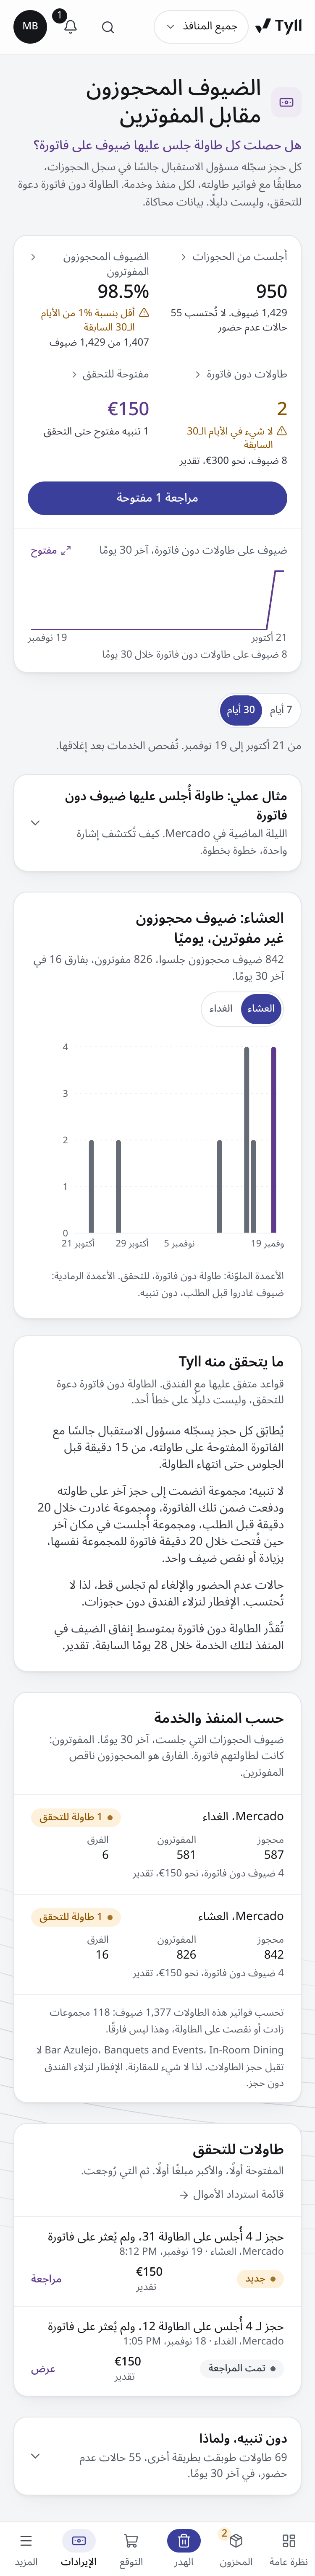 Tyll
جميع المنافذ
1
MB
الضيوف المحجوزون
مقابل المفوترين
هل حصلت كل طاولة جلس عليها ضيوف على فاتورة؟
كل حجز سجّله مسؤول الاستقبال جالسًا في سجل الحجوزات،
مطابَقًا مع فواتير طاولته، لكل منفذ وخدمة. الطاولة دون فاتورة دعوة
للتحقق، وليست دليلًا. بيانات محاكاة.
أُجلست من الحجوزات
950
1,429 ضيوف. لا تُحتسب 55
حالات عدم حضور
الضيوف المحجوزون
المفوترون
98.5%
أقل بنسبة 1% من الأيام
الـ30 السابقة
1,407 من 1,429 ضيوف
طاولات دون فاتورة
2
لا شيء في الأيام الـ30
السابقة
8 ضيوف، نحو €300، تقدير
مفتوحة للتحقق
€150
1 تنبيه مفتوح حتى التحقق
مراجعة 1 مفتوحة
ضيوف على طاولات دون فاتورة، آخر 30 يومًا
مفتوح
21 أكتوبر
19 نوفمبر
8 ضيوف على طاولات دون فاتورة خلال 30 يومًا
7 أيام
30 أيام
من 21 أكتوبر إلى 19 نوفمبر. تُفحص الخدمات بعد إغلاقها.
مثال عملي: طاولة أُجلس عليها ضيوف دون
فاتورة
الليلة الماضية في Mercado. كيف تُكتشف إشارة
واحدة، خطوة بخطوة.
العشاء: ضيوف محجوزون
غير مفوترين، يوميًا
842 ضيوف محجوزون جلسوا، 826 مفوترون، بفارق 16 في
آخر 30 يومًا.
العشاء
الغداء
4
3
2
1
0
21 أكتوبر
29 أكتوبر
5 نوفمبر
19 وفمبر
الأعمدة الملوّنة: طاولة دون فاتورة، للتحقق. الأعمدة الرمادية:
ضيوف غادروا قبل الطلب، دون تنبيه.
ما يتحقق منه Tyll
قواعد متفق عليها مع الفندق. الطاولة دون فاتورة دعوة
للتحقق، وليست دليلًا على خطأ أحد.
يُطابَق كل حجز يسجّله مسؤول الاستقبال جالسًا مع
الفاتورة المفتوحة على طاولته، من 15 دقيقة قبل
الجلوس حتى انتهاء الطاولة.
لا تنبيه: مجموعة انضمت إلى حجز آخر على طاولته
ودفعت ضمن تلك الفاتورة، ومجموعة غادرت خلال 20
دقيقة قبل الطلب، ومجموعة أُجلست في مكان آخر
حين فُتحت خلال 20 دقيقة فاتورة للمجموعة نفسها،
بزيادة أو نقص ضيف واحد.
حالات عدم الحضور والإلغاء لم تجلس قط، لذا لا
تُحتسب. الإفطار لنزلاء الفندق دون حجوزات.
تُقدَّر الطاولة دون فاتورة بمتوسط إنفاق الضيف في
المنفذ لتلك الخدمة خلال 28 يومًا السابقة. تقدير.
حسب المنفذ والخدمة
ضيوف الحجوزات التي جلست، آخر 30 يومًا. المفوترون:
كانت لطاولتهم فاتورة. الفارق هو المحجوزون ناقص
المفوترين.
Mercado، الغداء
1 طاولة للتحقق
محجوز
المفوترون
الفرق
587
581
6
4 ضيوف دون فاتورة، نحو €150، تقدير
Mercado، العشاء
1 طاولة للتحقق
محجوز
المفوترون
الفرق
842
826
16
4 ضيوف دون فاتورة، نحو €150، تقدير
تحسب فواتير هذه الطاولات 1,377 ضيوف: 118 مجموعات
زادت أو نقصت على الطاولة، وهذا ليس فارقًا.
Bar Azulejo، Banquets and Events، In-Room Dining لا
تقبل حجز الطاولات، لذا لا شيء للمقارنة. الإفطار لنزلاء الفندق
دون حجز.
طاولات للتحقق
المفتوحة أولًا، والأكبر مبلغًا أولًا. ثم التي رُوجعت.
قائمة استرداد الأموال
حجز لـ 4 أُجلس على الطاولة 31، ولم يُعثر على فاتورة
Mercado، العشاء · 19 نوفمبر، 8:12 PM
جديد
€150
تقدير
مراجعة
حجز لـ 4 أُجلس على الطاولة 12، ولم يُعثر على فاتورة
Mercado، الغداء · 18 نوفمبر، 1:05 PM
تمت المراجعة
€150
تقدير
عرض
دون تنبيه، ولماذا
69 طاولات طوبقت بطريقة أخرى، 55 حالات عدم
حضور، في آخر 30 يومًا.
نظرة عامة
2
المخزون
الهدر
التوقع
الإيرادات
المزيد